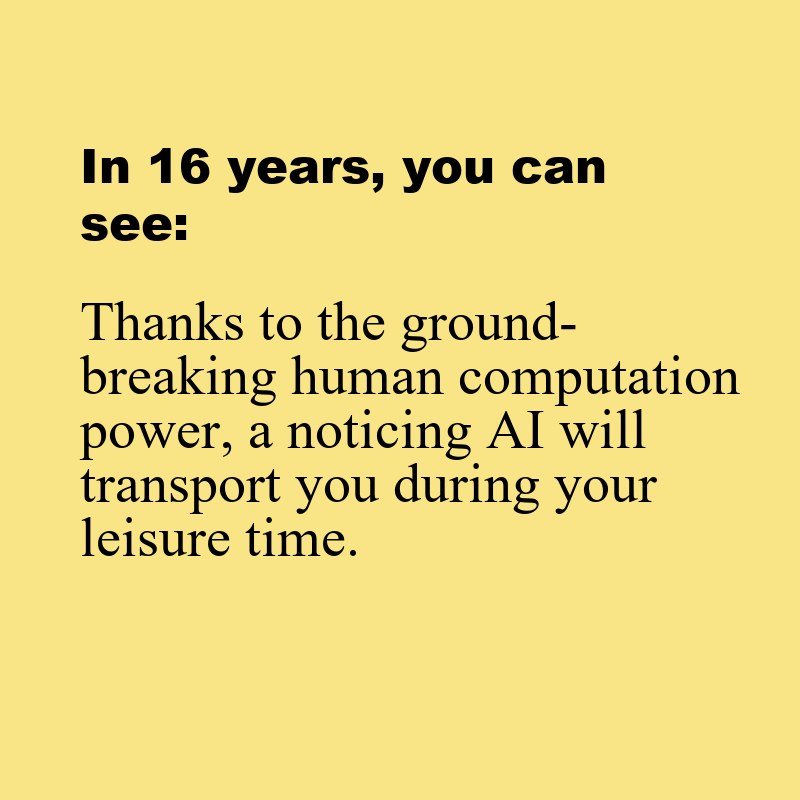 In 16 years, you can
see:
Thanks to the ground-
breaking human computation
power, a noticing AI will
transport you during your
leisure time.